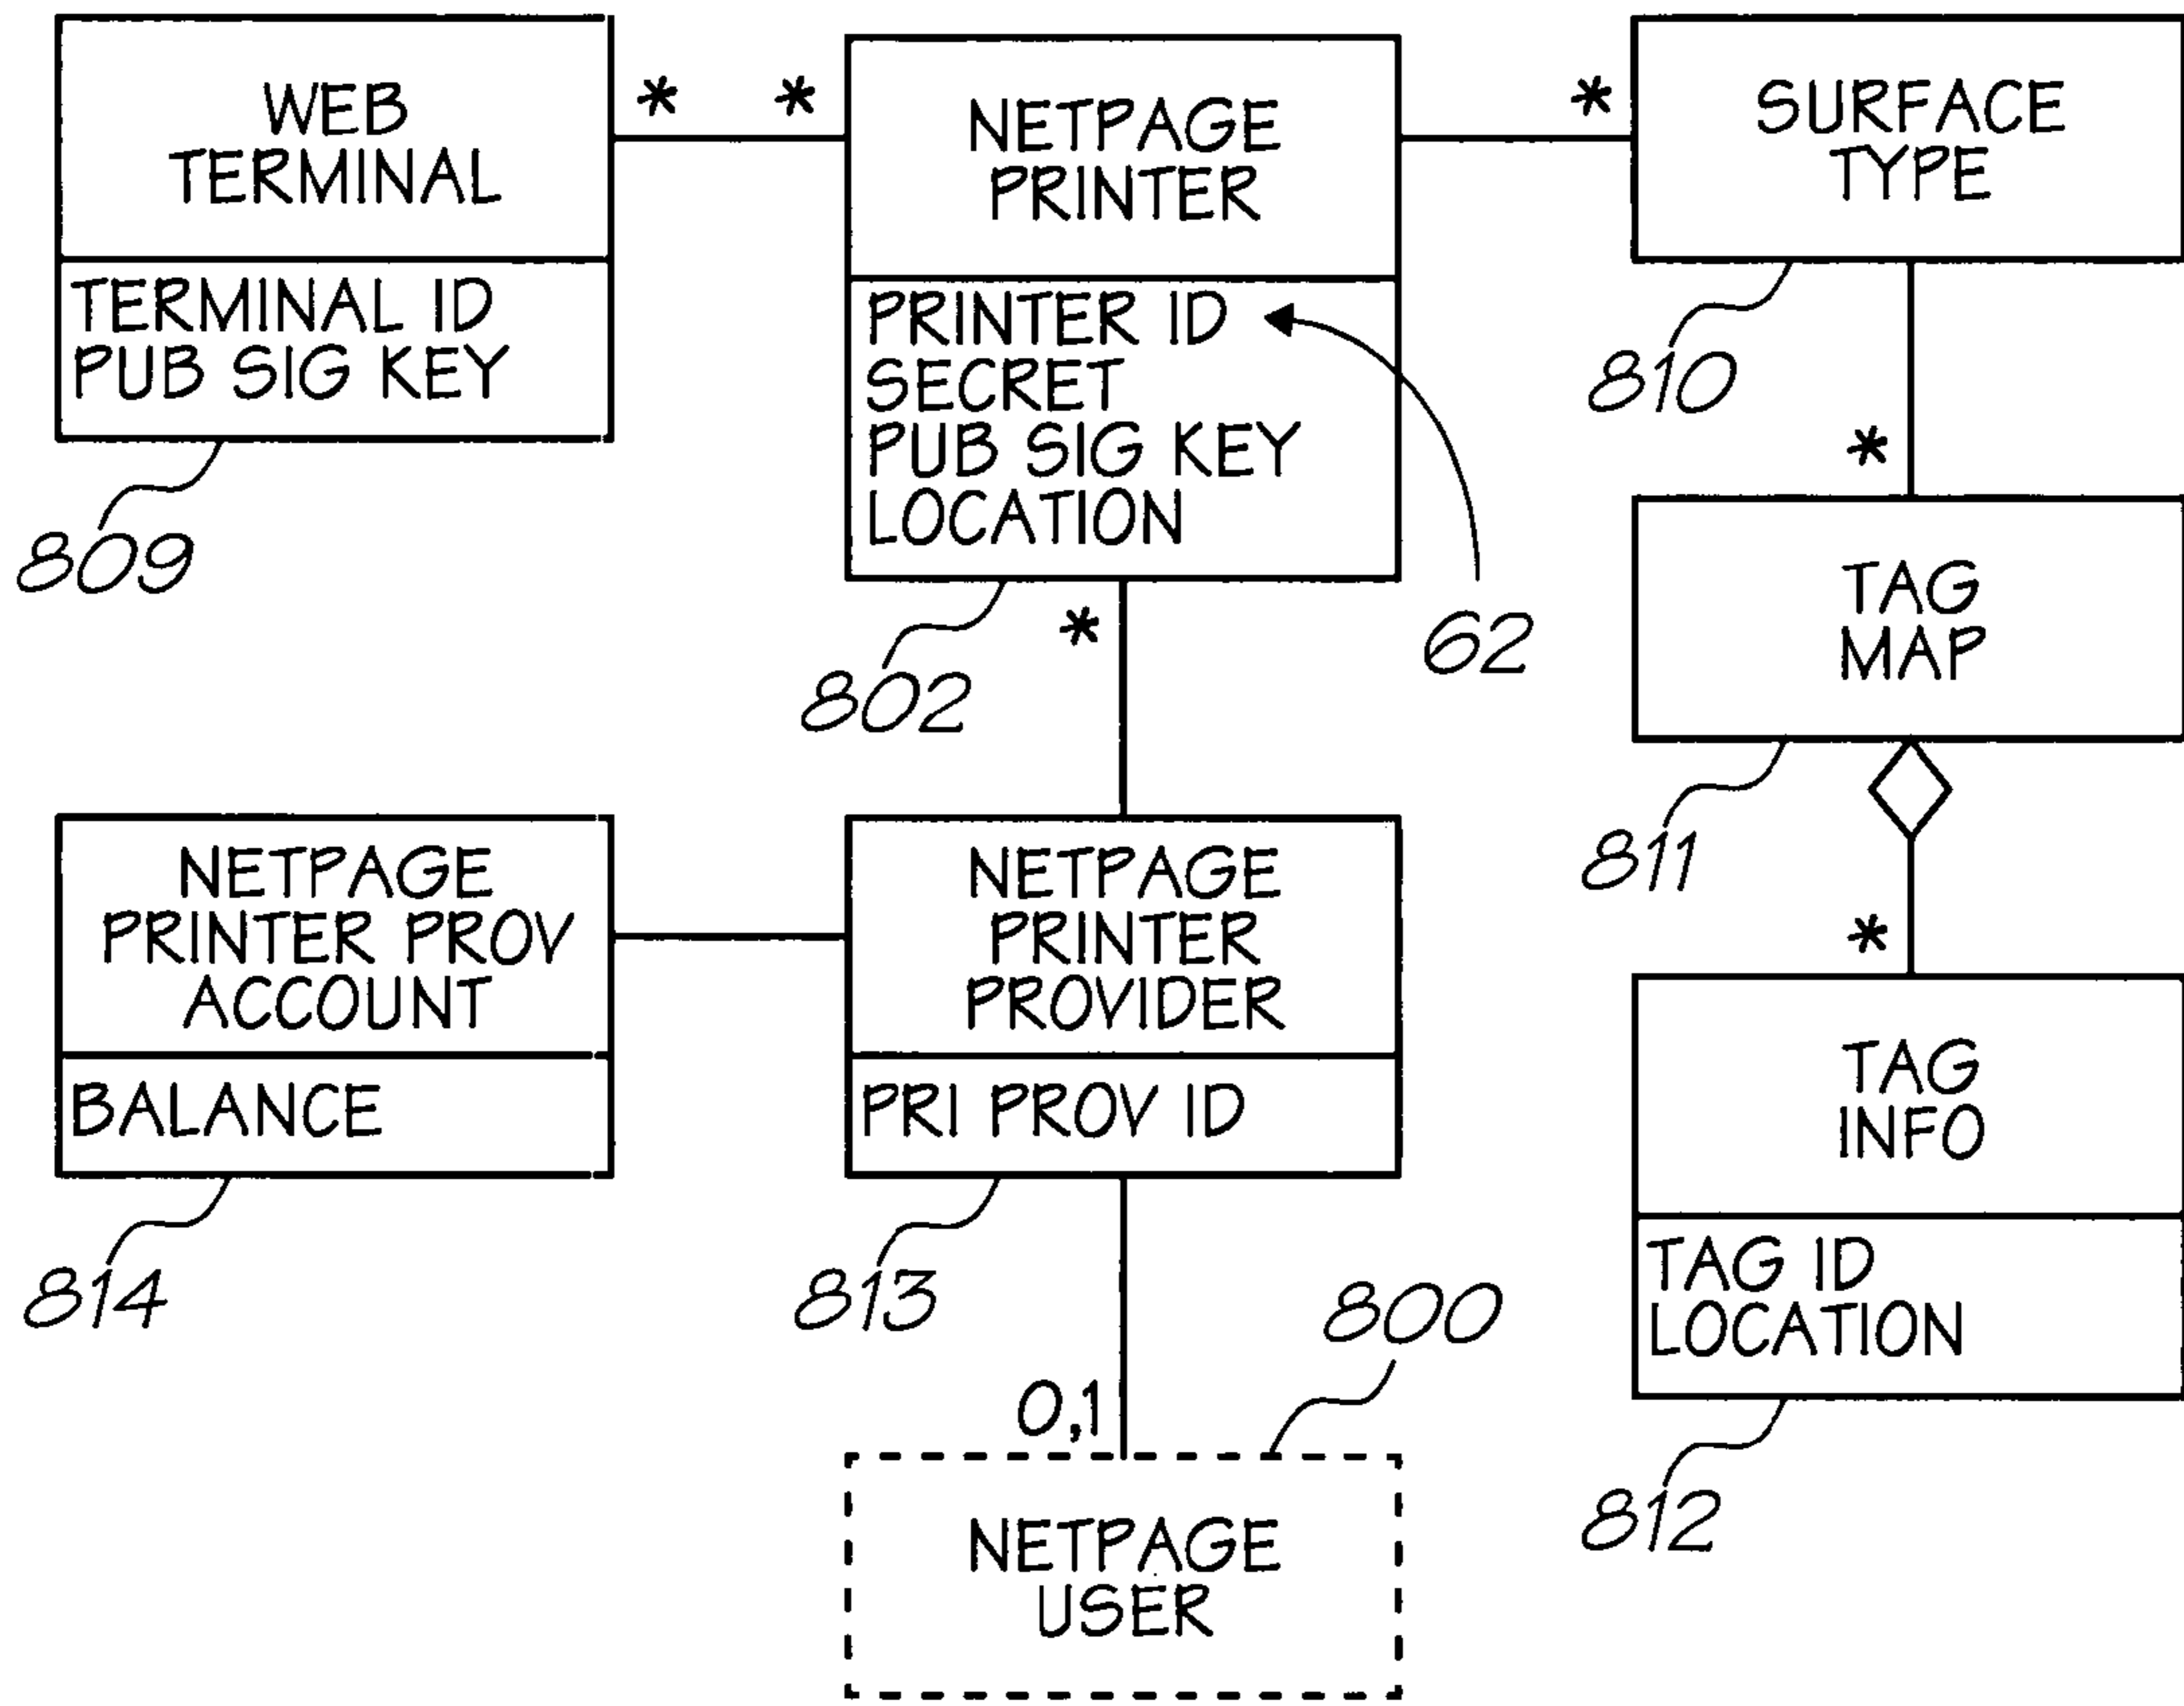 WEB
TERMINAL
TERMINAL ID
PUB SIG KEY
809
*
*
NETPAGE
PRINTER
PRINTER ID
SECRET
PUB SIG KEY
LOCATION
62
802
*
*
SURFACE
TYPE
810
*
TAG
MAP
811
*
TAG
INFO
TAG ID
LOCATION
812
NETPAGE
PRINTER PROV
ACCOUNT
BALANCE
814
NETPAGE
PRINTER
PROVIDER
PRI PROV ID
813
800
0,1
NETPAGE
USER